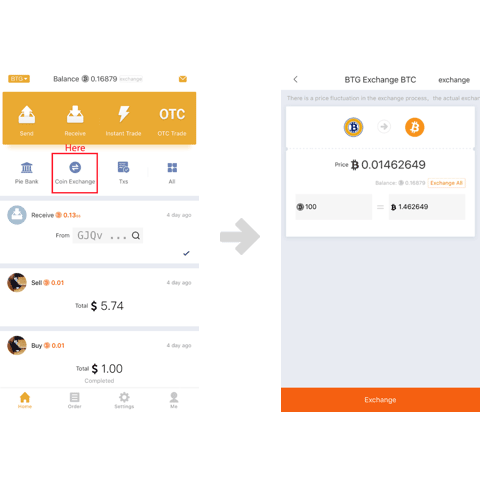 BTG
Balance 0.16879 exchange
Send
Receive
Instant Trade
OTC
OTC Trade
Here
Pie Bank
Coin Exchange
Txs
All
Receive 0.13
4 day ago
From GJQv ...
Sell 0.01
4 day ago
Total $ 5.74
Buy 0.01
4 day ago
Total $ 1.00
Completed
Home
Order
Settings
Me
BTG Exchange BTC
exchange
There is a price fluctuation in the exchange process, the actual exchan
Price 0.01462649
Balance: 0.16879 Exchange All
100 = 1.462649
Exchange